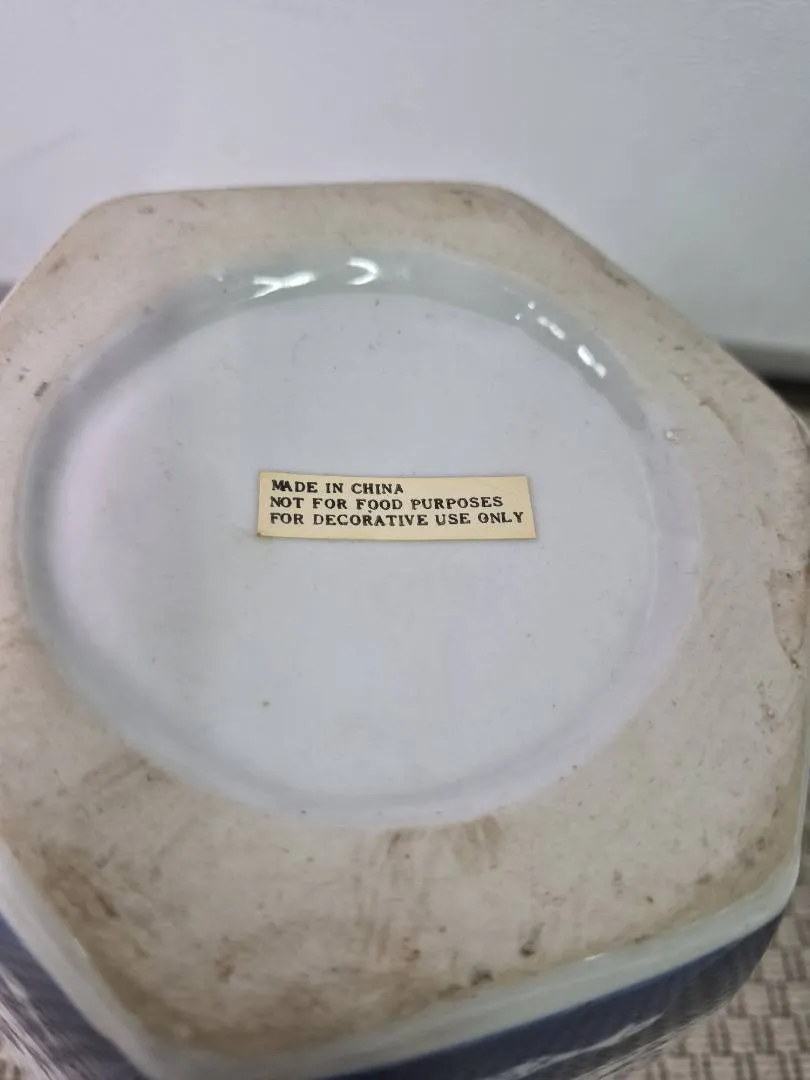 MADE IN CHINA
NOT FOR FOOD PURPOSES
FOR DECORATIVE USE ONLY